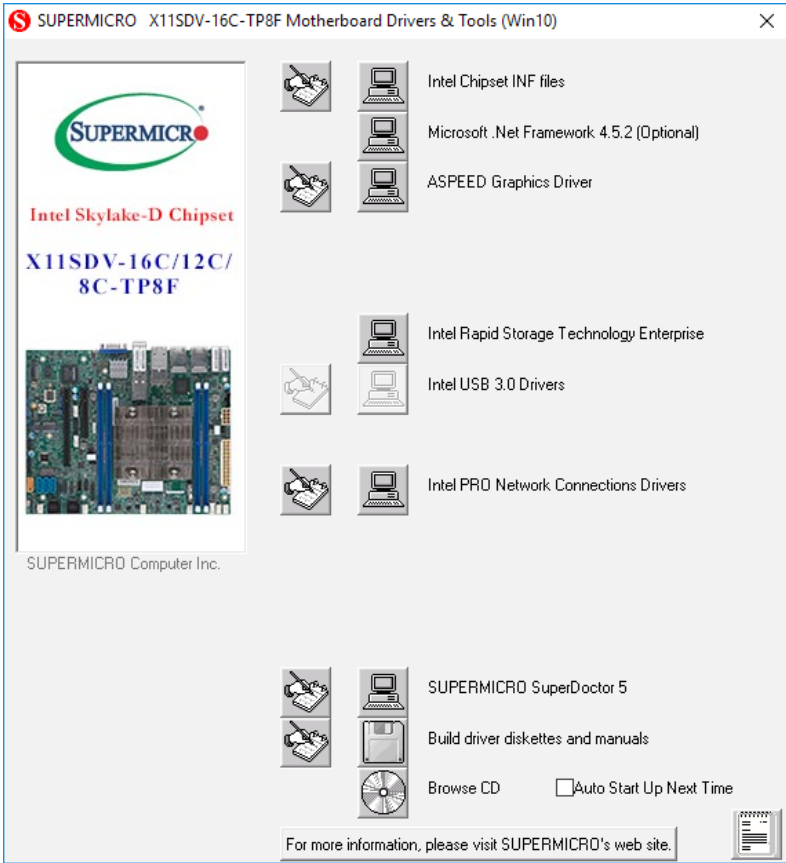 SUPERMICRO X11SDV-16C-TP8F Motherboard Drivers & Tools (Win10)
SUPERMICR
Intel Skylake-D Chipset
X11SDV-16C/12C/
8C-TP8F
SUPERMICRO Computer Inc.
Intel Chipset INF files
Microsoft .Net Framework 4.5.2 (Optional)
ASPEED Graphics Driver
Intel Rapid Storage Technology Enterprise
Intel USB 3.0 Drivers
Intel PRO Network Connections Drivers
SUPERMICRO SuperDoctor 5
Build driver diskettes and manuals
Browse CD
Auto Start Up Next Time
For more information, please visit SUPERMICRO's web site.